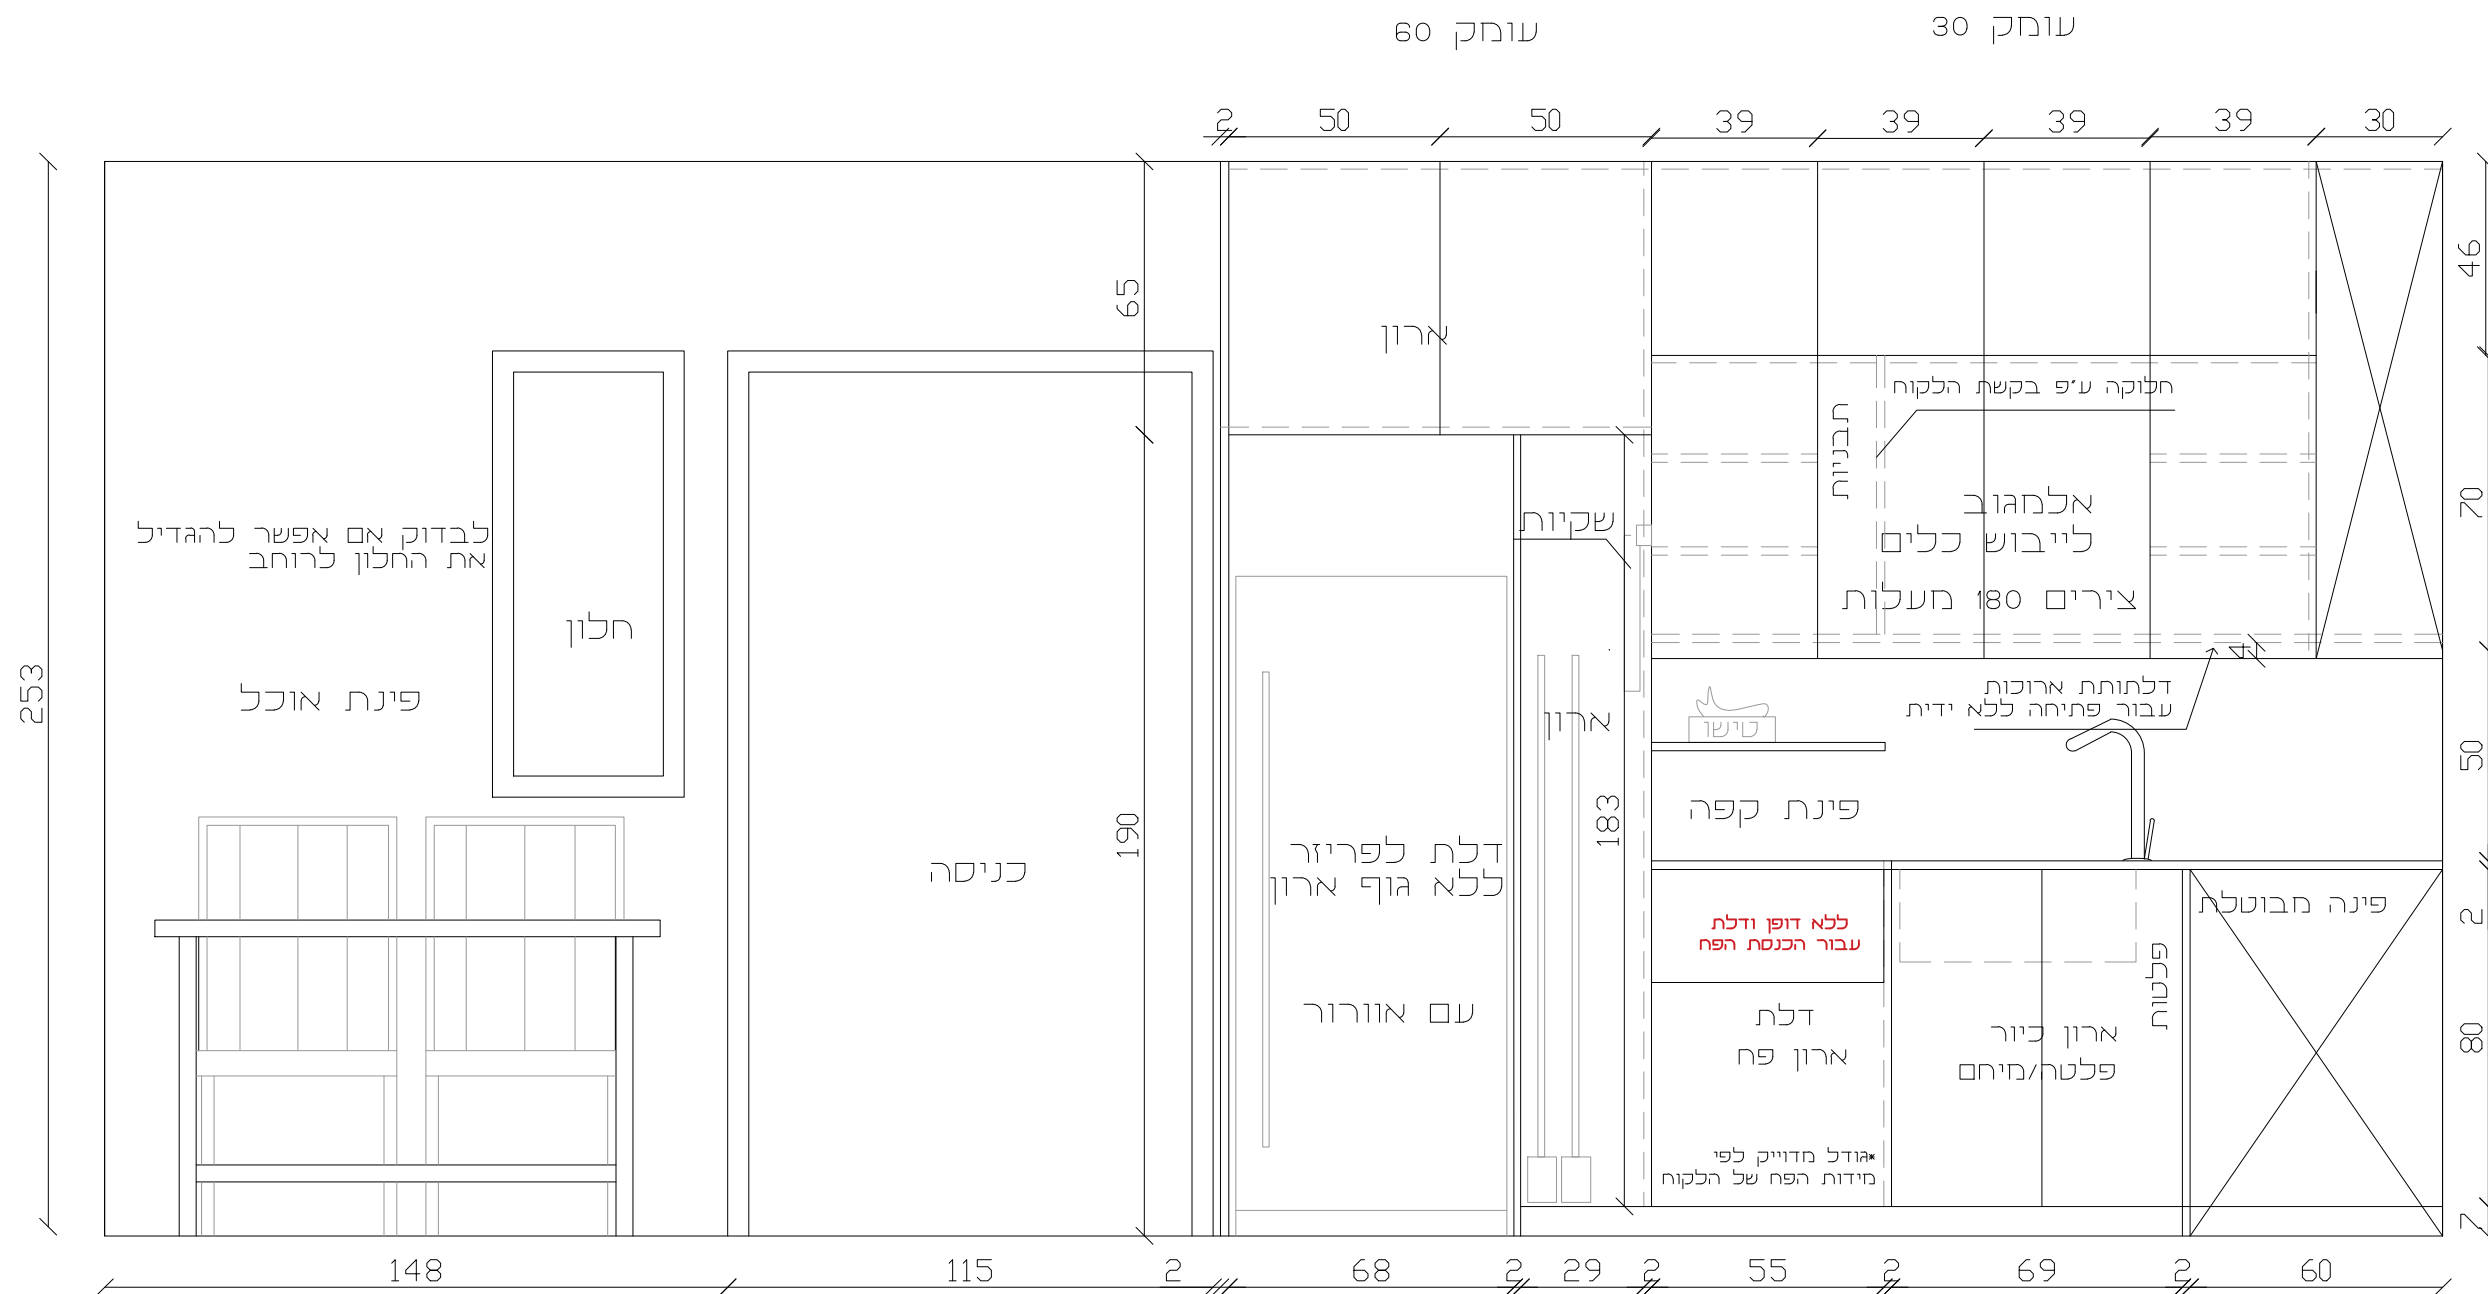 עומק 60
עומק 30
2
50
50
39
39
39
39
30
65
46
ארון
חלוקה ע"פ בקשת הלקוח
תבניות
אלמגוב
לייבוש כלים
צירים 180 מעלות
70
שקיות
לבדוק אם אפשר להגדיל
את החלון לרוחב
חלון
253
פינת אוכל
4
דלתותת ארוכות
עבור פתיחה ללא ידית
ארון
טישו
50
פינת קפה
183
190
כניסה
דלת לפריזר
ללא גוף ארון
עם אוורור
ללא דופן ודלת
עבור הכנסת הפח
פינה מבוטלת
2
פלטות
דלת
ארון פח
ארון כיור
פלטה/מיחם
80
*גודל מדוייק לפי
מידות הפח של הלקוח
7
148
115
2
68
2
29
2
55
2
69
2
60